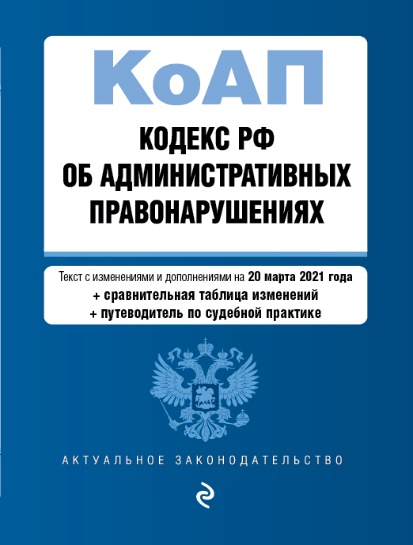 КоАП
КОДЕКС РФ
ОБ АДМИНИСТРАТИВНЫХ
ПРАВОНАРУШЕНИЯХ
Текст с изменениями и дополнениями на 20 марта 2021 года
+ сравнительная таблица изменений
+ путеводитель по судебной практике
АКТУАЛЬНОЕ ЗАКОНОДАТЕЛЬСТВО